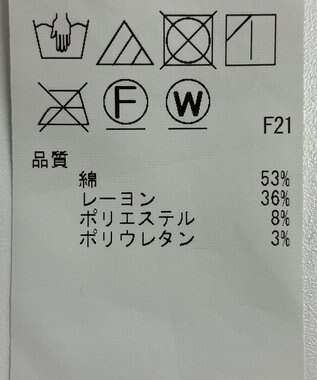 F W
F21
品質
綿 53%
レーヨン 36%
ポリエステル 8%
ポリウレタン 3%